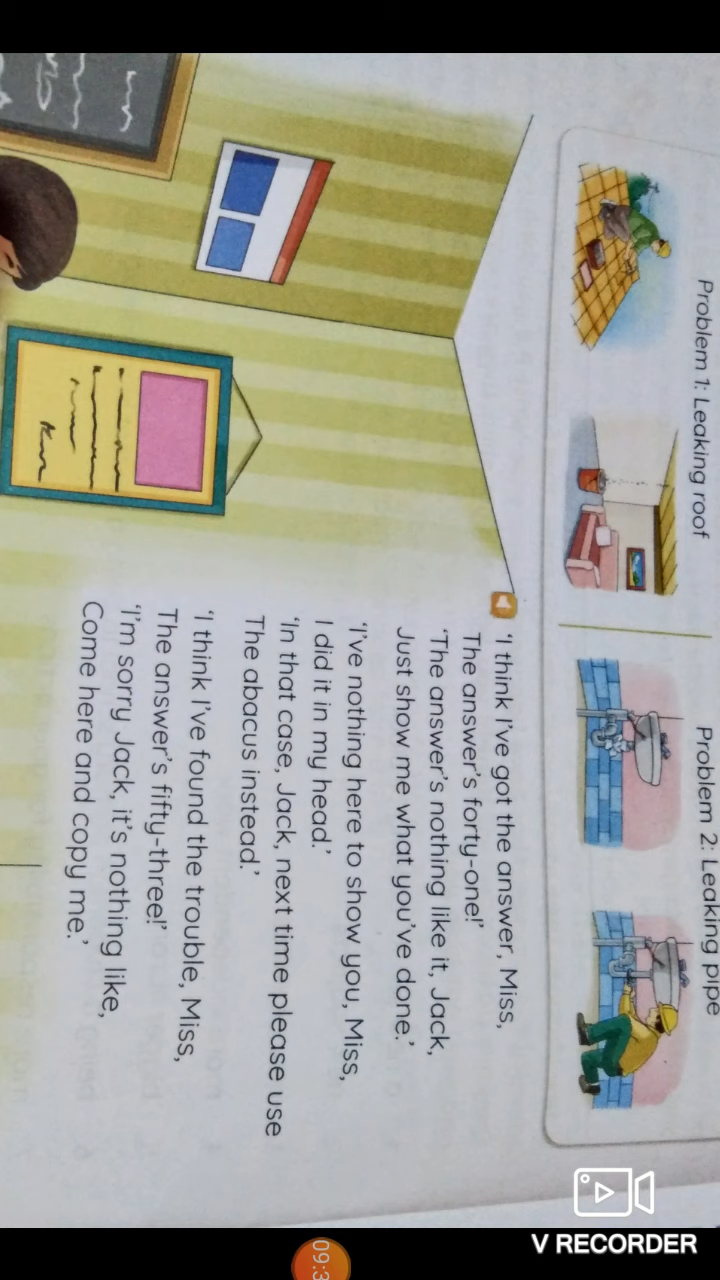 Problem 1: Leaking roof
Problem 2: Leaking pipe
‘I think I’ve got the answer, Miss,
The answer’s forty-one!’
‘The answer’s nothing like it, Jack,
Just show me what you’ve done.’
‘I’ve nothing here to show you, Miss,
I did it in my head.’
‘In that case, Jack, next time please use
The abacus instead.’
‘I think I’ve found the trouble, Miss,
The answer’s fifty-three!’
‘I’m sorry Jack, it’s nothing like,
Come here and copy me.’
V RECORDER